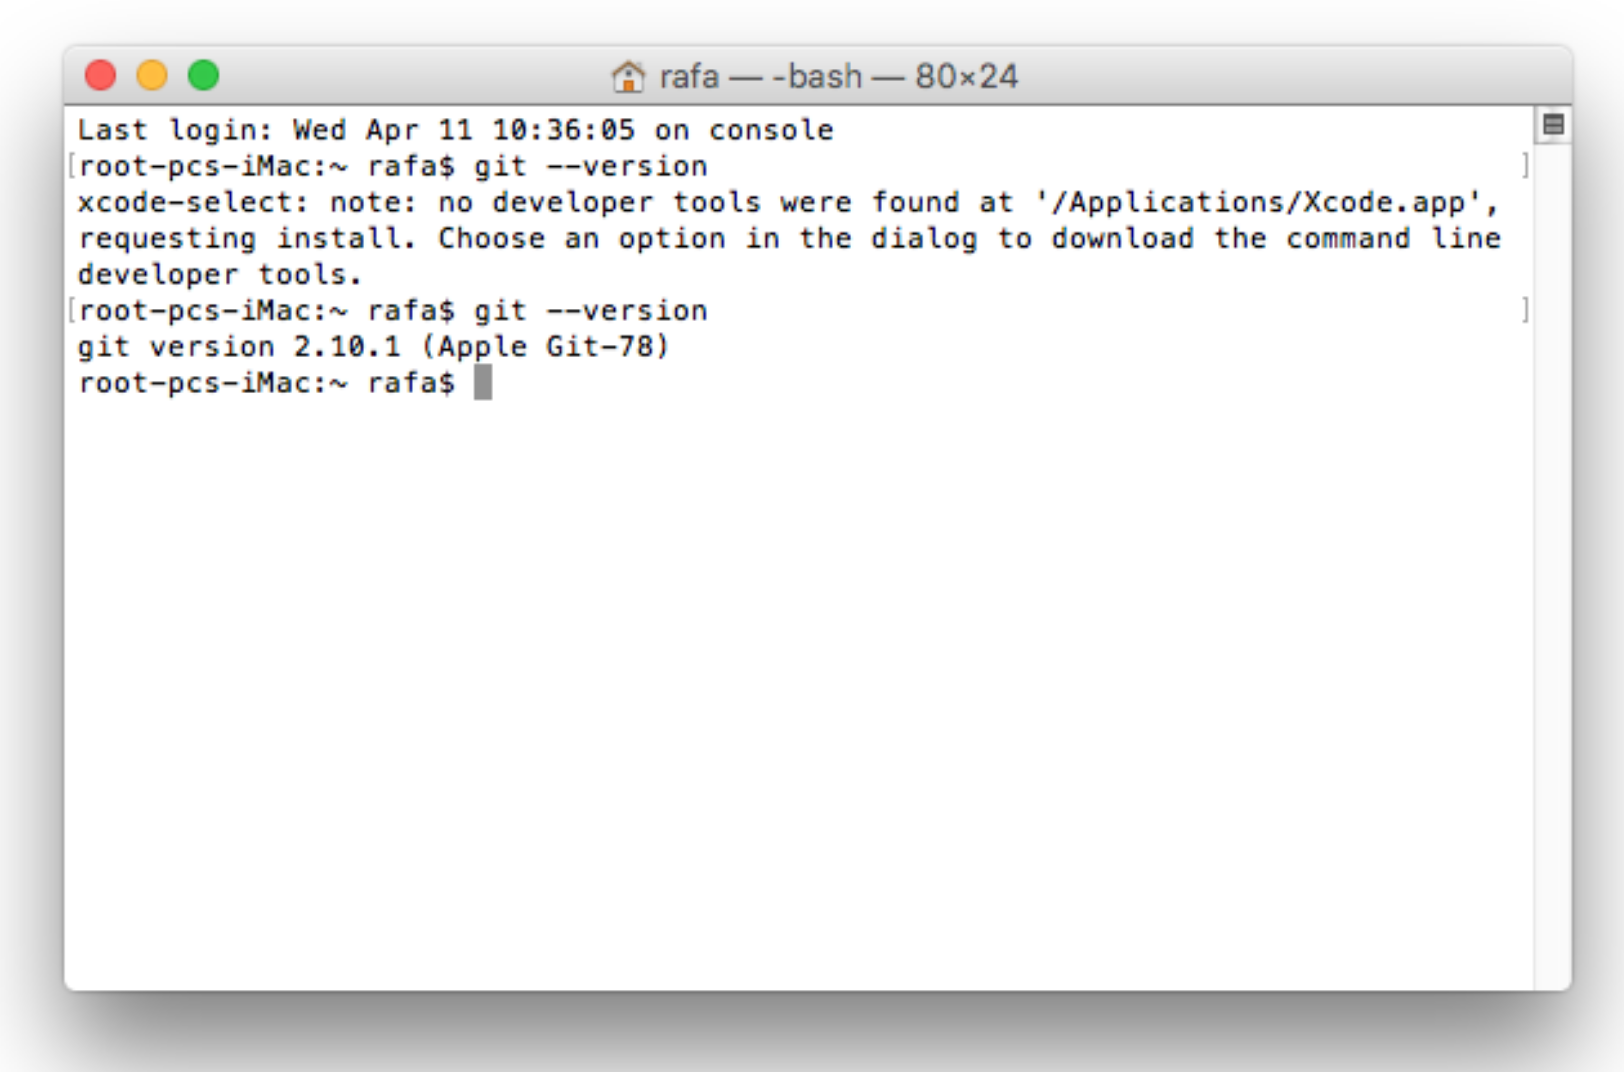 rafa — -bash — 80×24
Last login: Wed Apr 11 10:36:05 on console
[root-pcs-iMac:~ rafa$ git --version ]
xcode-select: note: no developer tools were found at '/Applications/Xcode.app',
requesting install. Choose an option in the dialog to download the command line
developer tools.
[root-pcs-iMac:~ rafa$ git --version ]
git version 2.10.1 (Apple Git-78)
root-pcs-iMac:~ rafa$